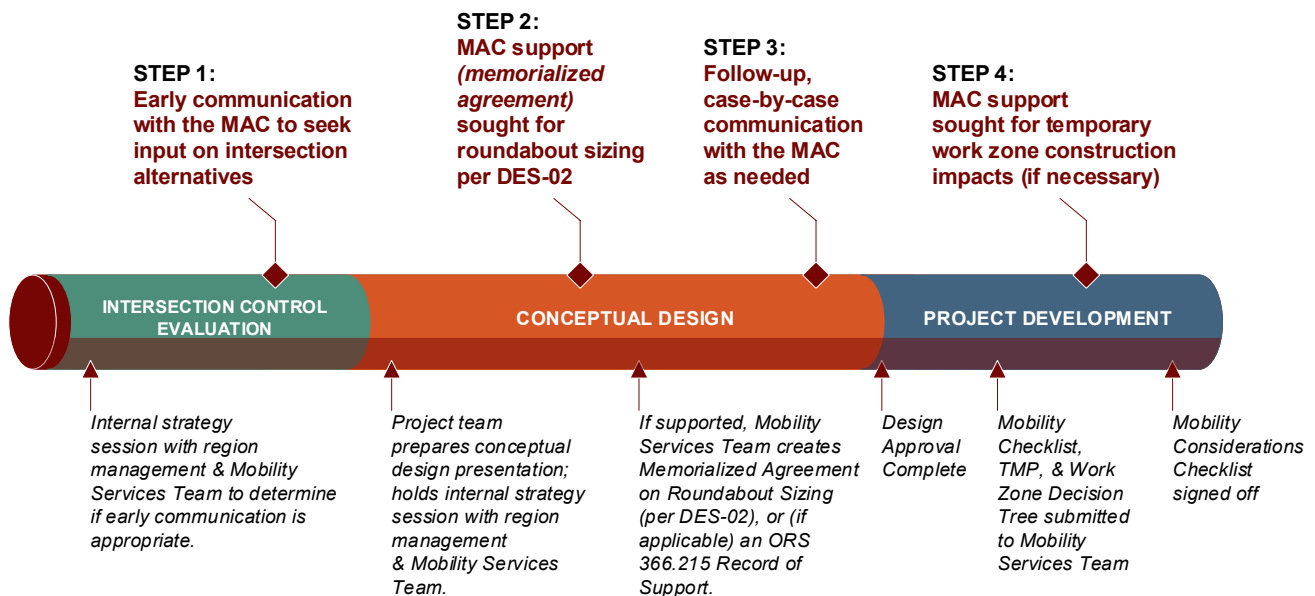 STEP 1:
Early communication
with the MAC to seek
input on intersection
alternatives
STEP 2:
MAC support
(memorialized
agreement)
sought for
roundabout sizing
per DES-02
STEP 3:
Follow-up,
case-by-case
communication
with the MAC
as needed
STEP 4:
MAC support
sought for temporary
work zone construction
impacts (if necessary)
INTERSECTION CONTROL
EVALUATION
CONCEPTUAL DESIGN
PROJECT DEVELOPMENT
Internal strategy
session with region
management & Mobility
Services Team to determine
if early communication is
appropriate.
Project team
prepares conceptual
design presentation;
holds internal strategy
session with region
management
& Mobility Services
Team.
If supported, Mobility
Services Team creates
Memorialized Agreement
on Roundabout Sizing
(per DES-02), or (if
applicable) an ORS
366.215 Record of
Support.
Design
Approval
Complete
Mobility
Checklist,
TMP, & Work
Zone Decision
Tree submitted
to Mobility
Services Team
Mobility
Considerations
Checklist
signed off